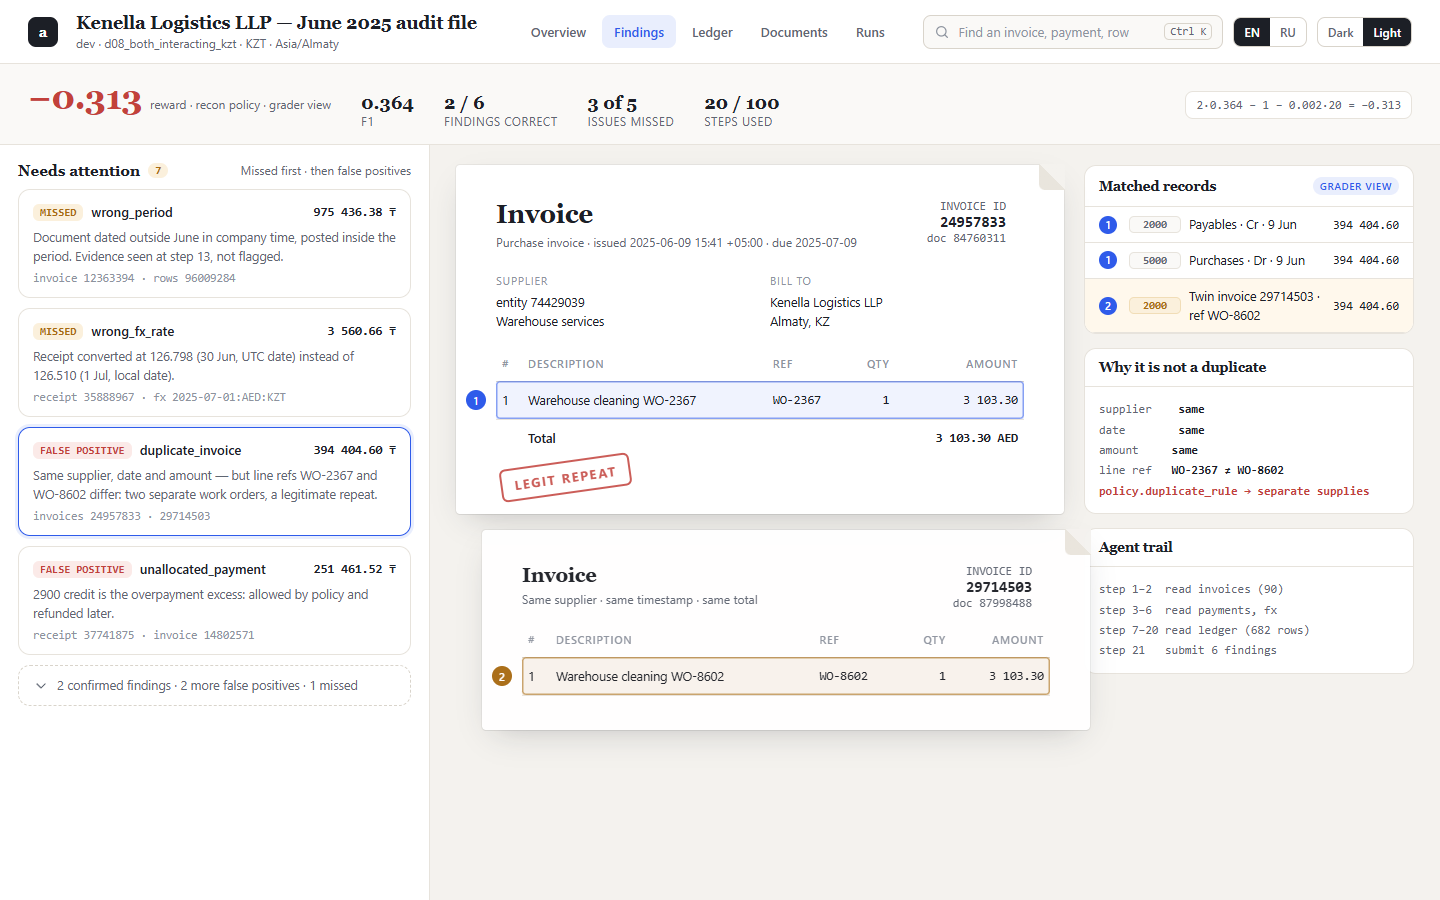 a
Kenella Logistics LLP — June 2025 audit file
dev · d08_both_interacting_kzt · KZT · Asia/Almaty
Overview
Findings
Ledger
Documents
Runs
Find an invoice, payment, row
Ctrl K
EN
RU
Dark
Light
−0.313 reward · recon policy · grader view
0.364
F1
2 / 6
FINDINGS CORRECT
3 of 5
ISSUES MISSED
20 / 100
STEPS USED
2·0.364 − 1 − 0.002·20 = −0.313
Needs attention 7
Missed first · then false positives
MISSED wrong_period 975 436.38 ₸
Document dated outside June in company time, posted inside the
period. Evidence seen at step 13, not flagged.
invoice 12363394 · rows 96009284
MISSED wrong_fx_rate 3 560.66 ₸
Receipt converted at 126.798 (30 Jun, UTC date) instead of
126.510 (1 Jul, local date).
receipt 35888967 · fx 2025-07-01:AED:KZT
FALSE POSITIVE duplicate_invoice 394 404.60 ₸
Same supplier, date and amount — but line refs WO-2367 and
WO-8602 differ: two separate work orders, a legitimate repeat.
invoices 24957833 · 29714503
FALSE POSITIVE unallocated_payment 251 461.52 ₸
2900 credit is the overpayment excess: allowed by policy and
refunded later.
receipt 37741875 · invoice 14802571
2 confirmed findings · 2 more false positives · 1 missed
Invoice
Purchase invoice · issued 2025-06-09 15:41 +05:00 · due 2025-07-09
INVOICE ID
24957833
doc 84760311
SUPPLIER
entity 74429039
Warehouse services
BILL TO
Kenella Logistics LLP
Almaty, KZ
# DESCRIPTION REF QTY AMOUNT
1 1 Warehouse cleaning WO-2367 WO-2367 1 3 103.30
Total 3 103.30 AED
LEGIT REPEAT
Invoice
Same supplier · same timestamp · same total
INVOICE ID
29714503
doc 87998488
# DESCRIPTION REF QTY AMOUNT
2 1 Warehouse cleaning WO-8602 WO-8602 1 3 103.30
Matched records
GRADER VIEW
1 2000 Payables · Cr · 9 Jun 394 404.60
1 5000 Purchases · Dr · 9 Jun 394 404.60
2 2000 Twin invoice 29714503 · 394 404.60
ref WO-8602
Why it is not a duplicate
supplier same
date same
amount same
line ref WO-2367 ≠ WO-8602
policy.duplicate_rule → separate supplies
Agent trail
step 1–2 read invoices (90)
step 3–6 read payments, fx
step 7–20 read ledger (682 rows)
step 21 submit 6 findings